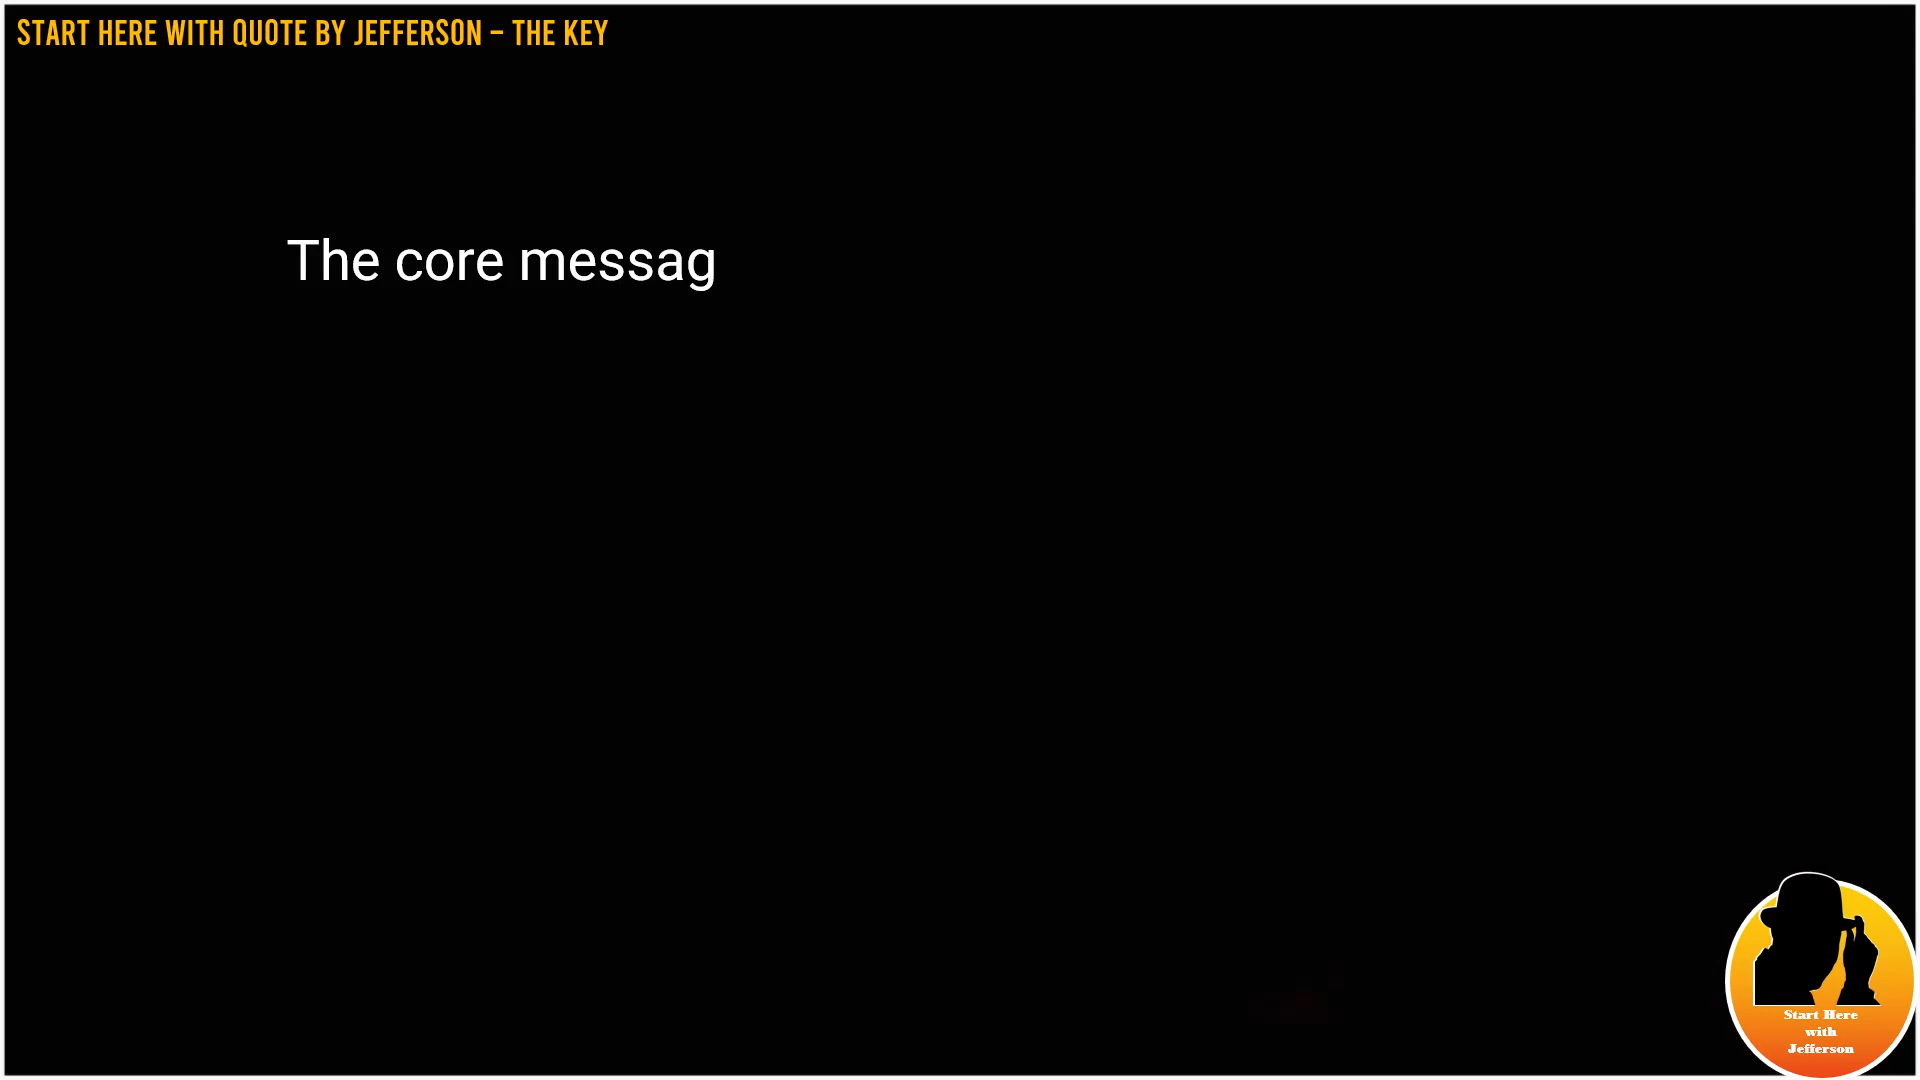 START HERE WITH QUOTE BY JEFFERSON – THE KEY
The core messag
Start Here
with
Jefferson